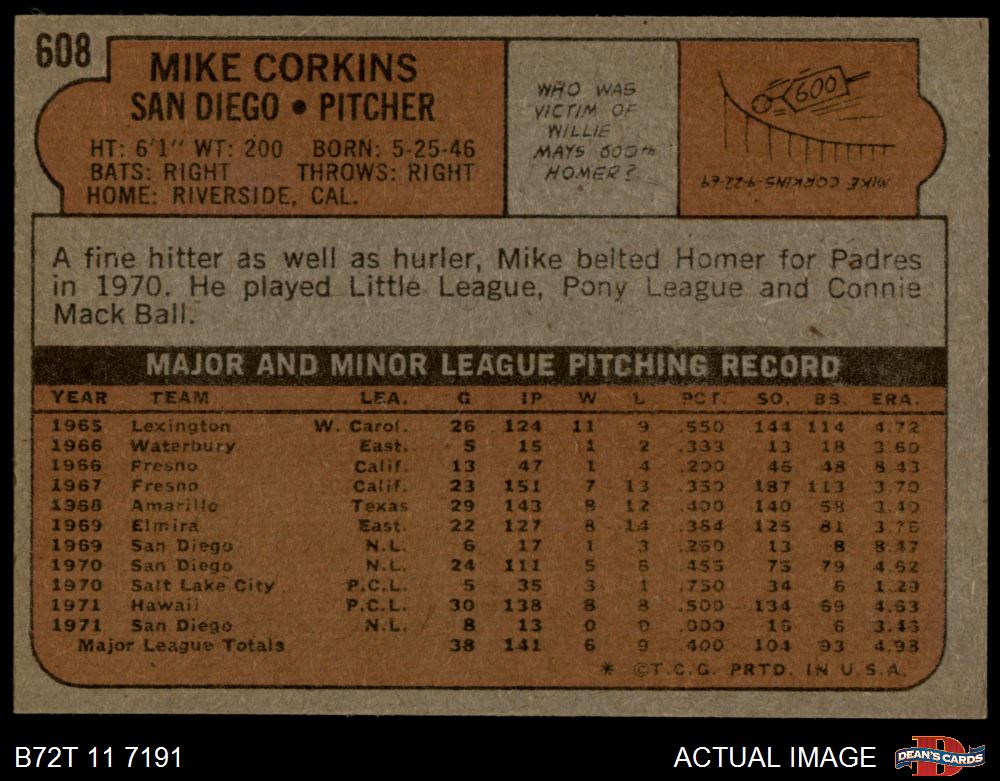 608
MIKE CORKINS
SAN DIEGO • PITCHER
HT: 6'1" WT: 200 BORN: 5-25-46
BATS: RIGHT THROWS: RIGHT
HOME: RIVERSIDE, CAL.
WHO WAS
VICTIM OF
WILLIE
MAYS 600th
HOMER?
600
MIKE CORKINS-9-22-69
A fine hitter as well as hurler, Mike belted Homer for Padres
in 1970. He played Little League, Pony League and Connie
Mack Ball.
MAJOR AND MINOR LEAGUE PITCHING RECORD
YEAR TEAM LEA. G IP W L PCT. SO. BS. ERA.
1965 Lexington W. Carol. 26 124 11 9 .550 144 114 4.72
1966 Waterbury East. 5 15 1 2 .333 13 18 3.60
1966 Fresno Calif. 13 47 1 4 .200 46 48 8.43
1967 Fresno Calif. 23 151 7 13 .350 187 113 3.70
1968 Amarillo Texas 29 143 8 12 .400 140 58 3.40
1969 Elmira East. 22 127 8 14 .364 125 81 3.76
1969 San Diego N.L. 6 17 1 3 .250 13 8 8.47
1970 San Diego N.L. 24 111 5 6 .455 75 79 4.62
1970 Salt Lake City P.C.L. 5 35 3 1 .750 34 6 1.29
1971 Hawaii P.C.L. 30 138 8 8 .500 134 69 4.63
1971 San Diego N.L. 8 13 0 0 .000 16 6 3.46
Major League Totals 38 141 6 9 .400 104 93 4.98
* ©T.C.G. PRTD. IN U.S.A.
B72T 11 7191
ACTUAL IMAGE
D
DEAN'S CARDS